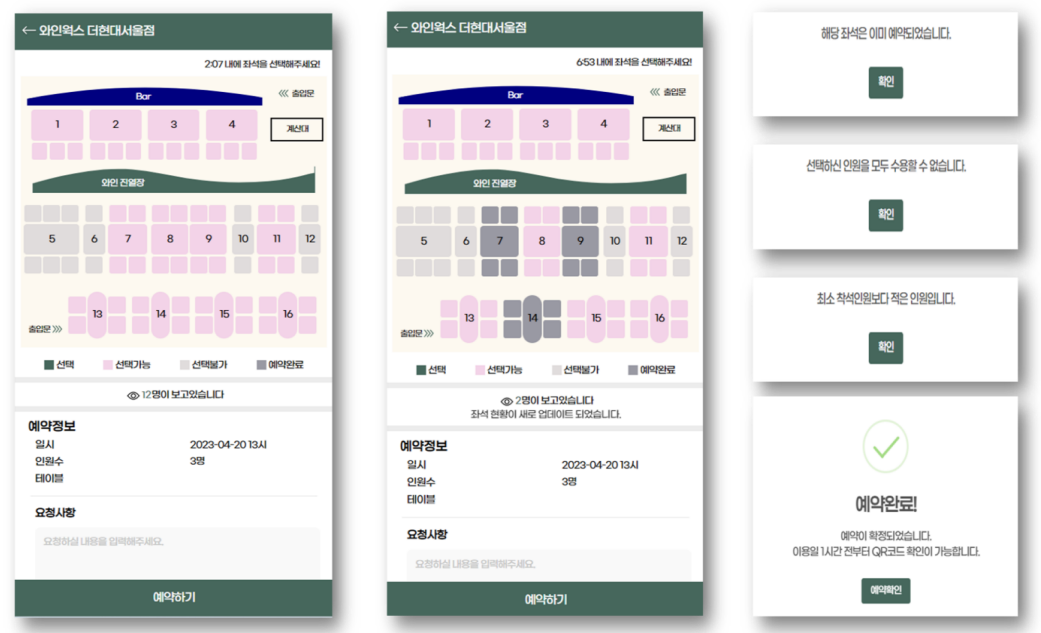 ← 와인웍스 더현대서울점
2:07 내에 좌석을 선택해주세요!
Bar
《 출입문
1 2 3 4
계산대
와인 진열장
5 6 7 8 9 10 11 12
13 14 15 16
출입문 》
선택 선택가능 선택불가 예약완료
12명이 보고있습니다
예약정보
일시 2023-04-20 13시
인원수 3명
테이블
요청사항
요청하실 내용을 입력해주세요.
예약하기
← 와인웍스 더현대서울점
6:53 내에 좌석을 선택해주세요!
Bar
《 출입문
1 2 3 4
계산대
와인 진열장
5 6 7 8 9 10 11 12
13 14 15 16
출입문 》
선택 선택가능 선택불가 예약완료
2명이 보고있습니다
좌석 현황이 새로 업데이트 되었습니다.
예약정보
일시 2023-04-20 13시
인원수 3명
테이블
요청사항
요청하실 내용을 입력해주세요.
예약하기
해당 좌석은 이미 예약되었습니다.
확인
선택하신 인원을 모두 수용할 수 없습니다.
확인
최소 착석인원보다 적은 인원입니다.
확인
예약완료!
예약이 확정되었습니다.
이용일 1시간 전부터 QR코드 확인이 가능합니다.
예약확인